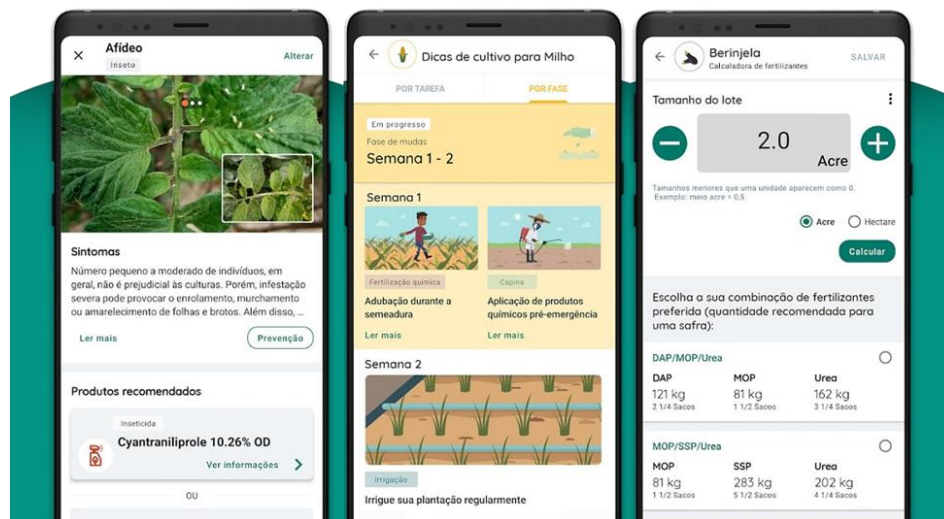 Afídeo
Alterar
Inseto
Sintomas
Número pequeno a moderado de indivíduos, em
geral, não é prejudicial às culturas. Porém, infestação
severa pode provocar o enrolamento, murchamento
ou amarelecimento de folhas e brotos. Além disso, ...
Ler mais
Prevenção
Produtos recomendados
Inseticida
Cyantraniliprole 10.26% OD
Ver informações
OU
Dicas de cultivo para Milho
POR TAREFA
POR FASE
Em progresso
Fase de mudas
Semana 1 - 2
Semana 1
Fertilização química
Capina
Adubação durante a
semeadura
Aplicação de produtos
químicos pré-emergência
Ler mais
Ler mais
Semana 2
Irrigação
Irrigue sua plantação regularmente
Berinjela
Calculadora de fertilizantes
SALVAR
Tamanho do lote
2.0
Acre
Tamanhos menores que uma unidade aparecem como 0.
Exemplo: meio acre = 0,5
Acre
Hectare
Calcular
Escolha a sua combinação de fertilizantes
preferida (quantidade recomendada para
uma safra):
DAP/MOP/Urea
DAP MOP Urea
121 kg 81 kg 162 kg
2 1/4 Sacos 1 1/2 Sacos 3 1/4 Sacos
MOP/SSP/Urea
MOP SSP Urea
81 kg 283 kg 202 kg
1 1/2 Sacos 5 1/2 Sacos 4 1/4 Sacos